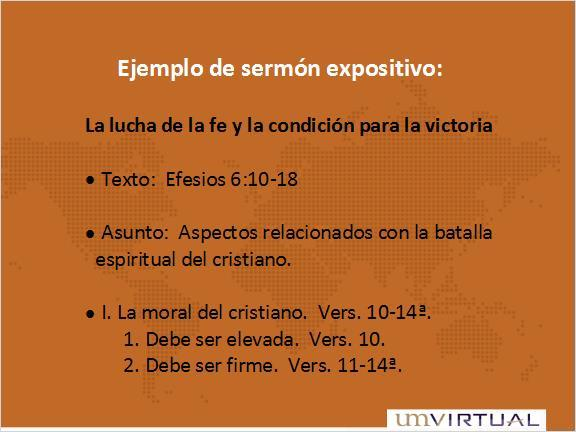 Ejemplo de sermón expositivo:
La lucha de la fe y la condición para la victoria
• Texto:  Efesios 6:10-18
• Asunto:  Aspectos relacionados con la batalla
espiritual del cristiano.
• I. La moral del cristiano.  Vers. 10-14ª.
1. Debe ser elevada.  Vers. 10.
2. Debe ser firme.  Vers. 11-14ª.
UMVIRTUAL